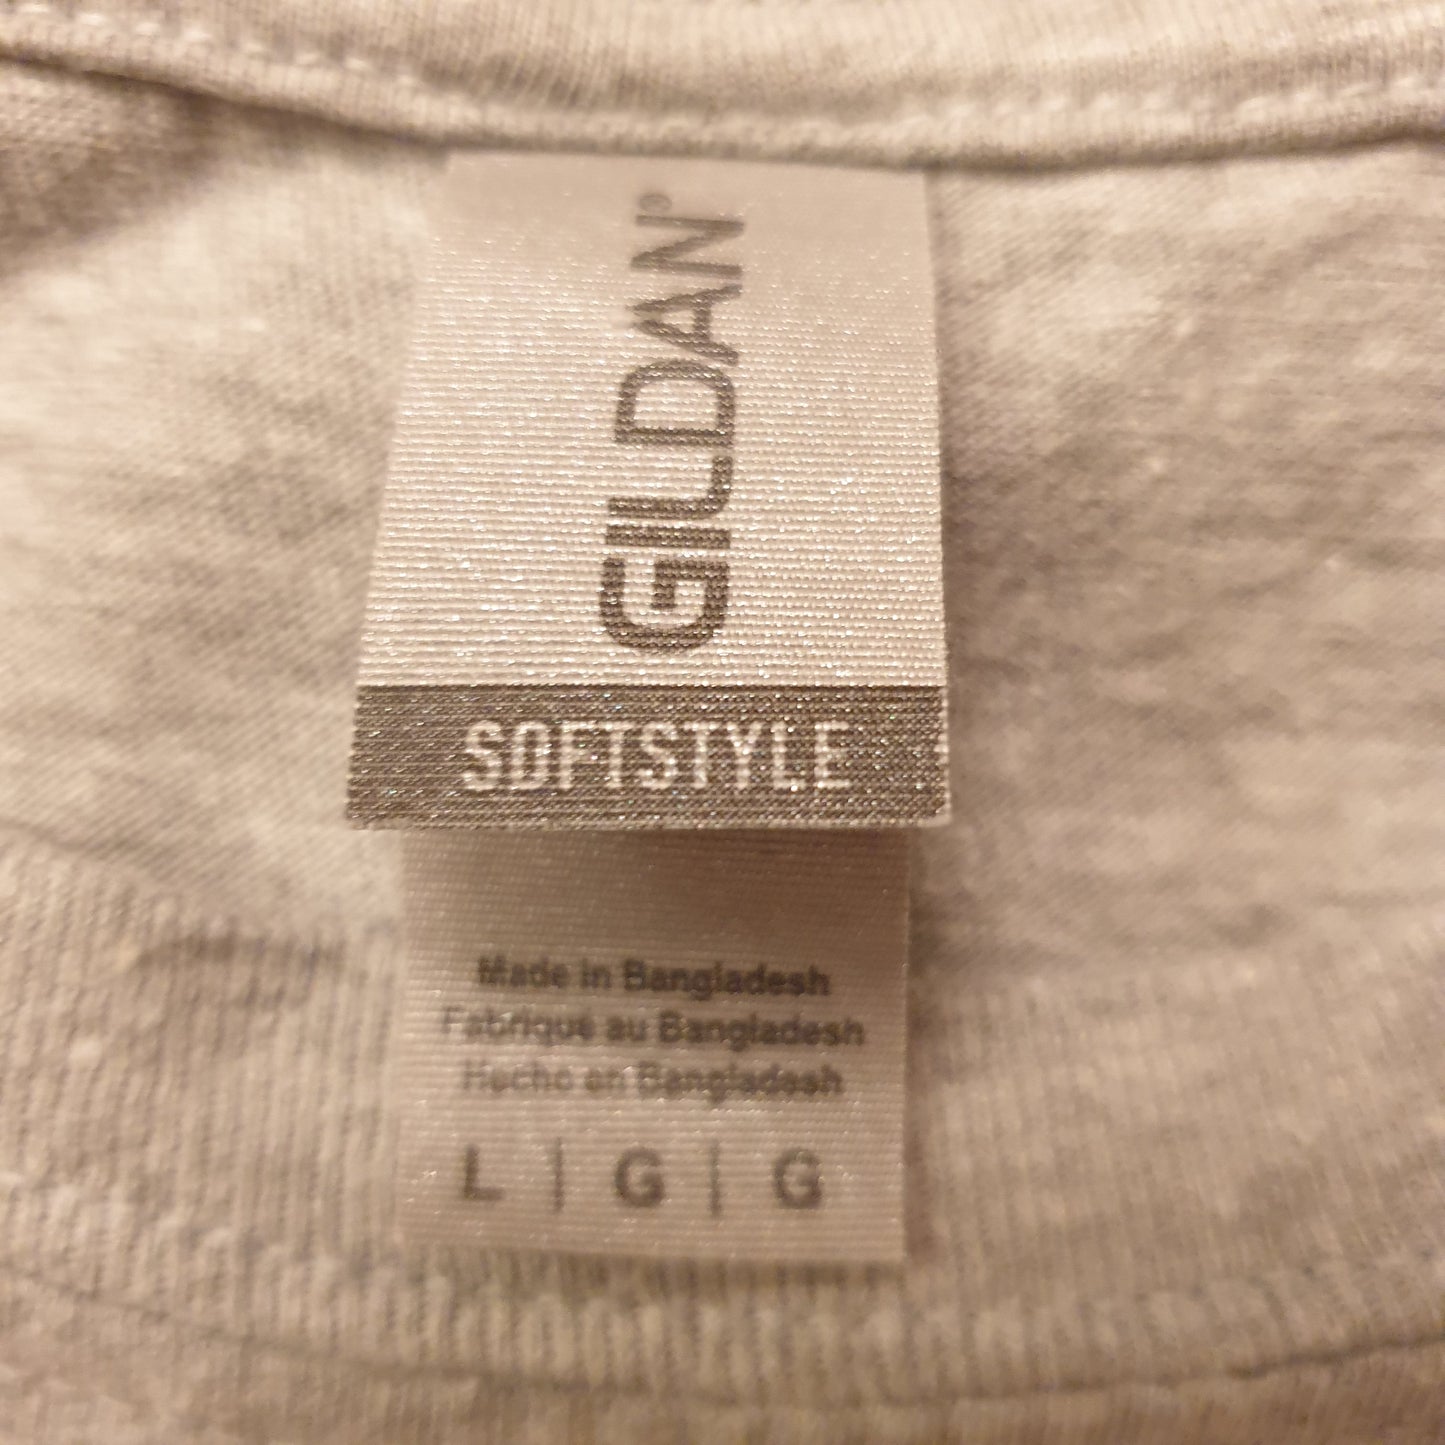 GILDAN®
SOFTSTYLE
Made in Bangladesh
Fabriqué au Bangladesh
Hecho en Bangladesh
L | G | G